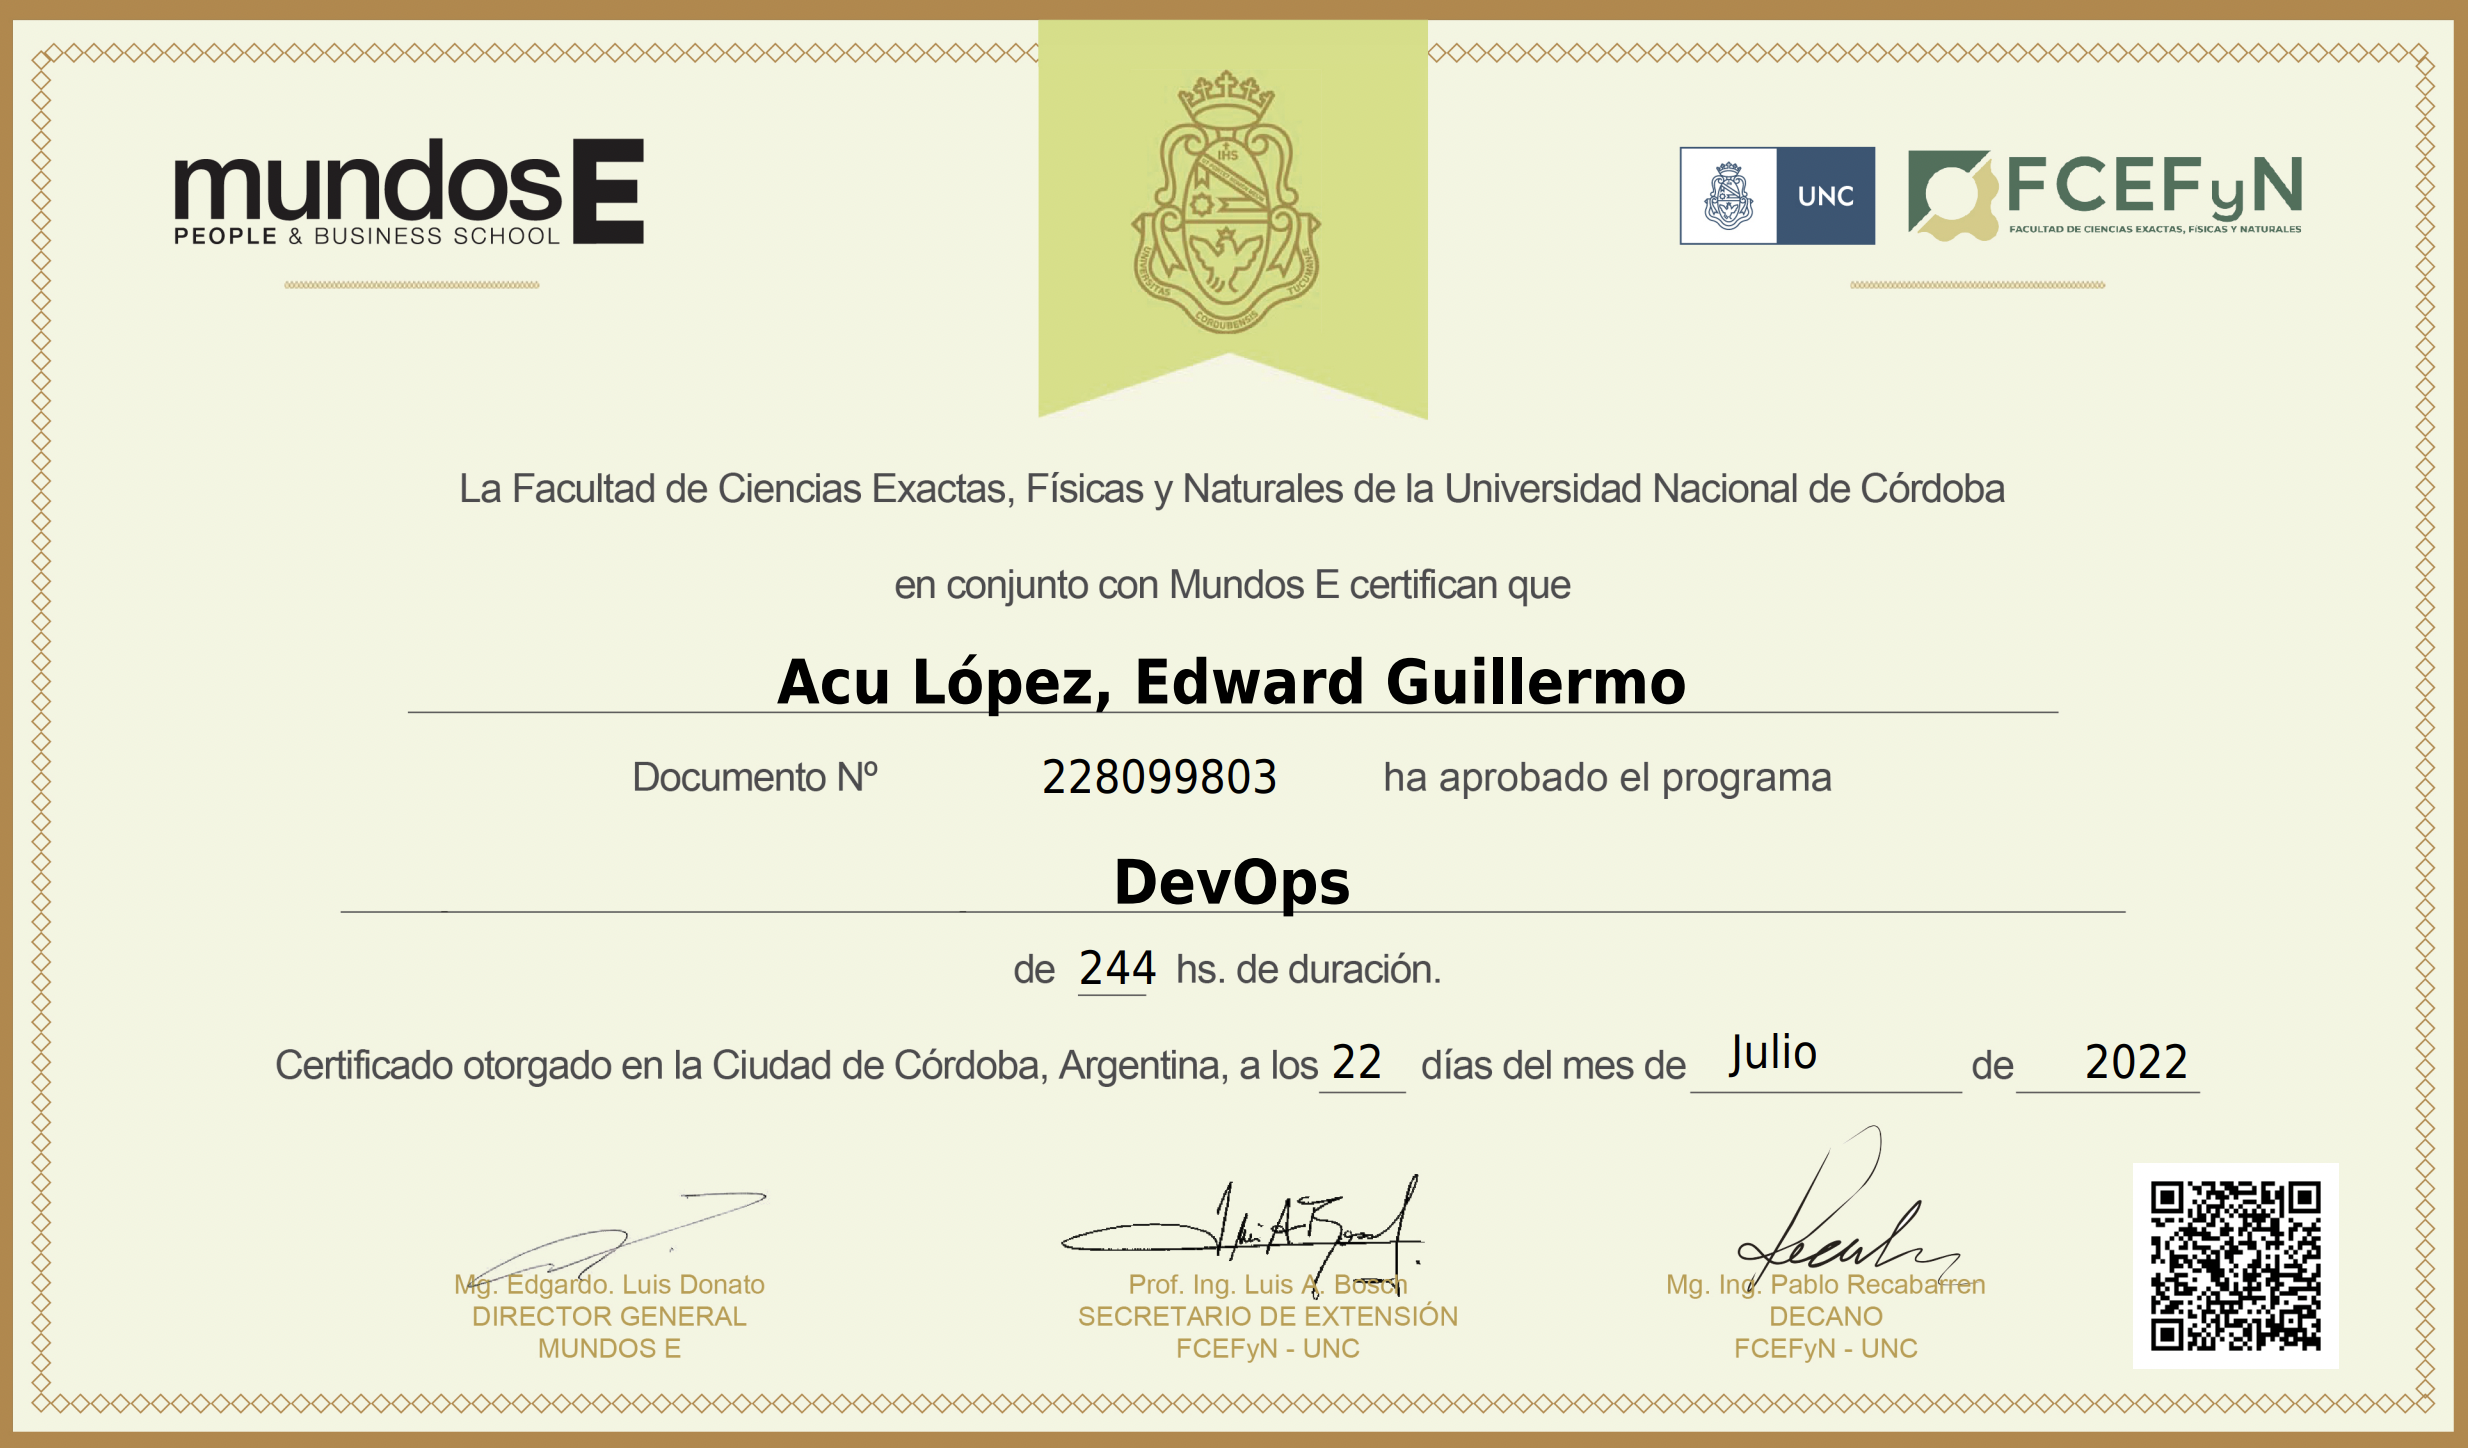 mundosE
PEOPLE & BUSINESS SCHOOL
IHS
UNIVERSITAS
CORDUBENSIS
TUCUMANE
UNC
FCEFyN
FACULTAD DE CIENCIAS EXACTAS, FíSICAS Y NATURALES
La Facultad de Ciencias Exactas, Físicas y Naturales de la Universidad Nacional de Córdoba
en conjunto con Mundos E certifican que
Acu López, Edward Guillermo
Documento Nº 228099803 ha aprobado el programa
DevOps
de 244 hs. de duración.
Certificado otorgado en la Ciudad de Córdoba, Argentina, a los 22 días del mes de Julio de 2022
Mg. Edgardo. Luis Donato
DIRECTOR GENERAL
MUNDOS E
Prof. Ing. Luis A. Bosch
SECRETARIO DE EXTENSIÓN
FCEFyN - UNC
Mg. Ing. Pablo Recabarren
DECANO
FCEFyN - UNC